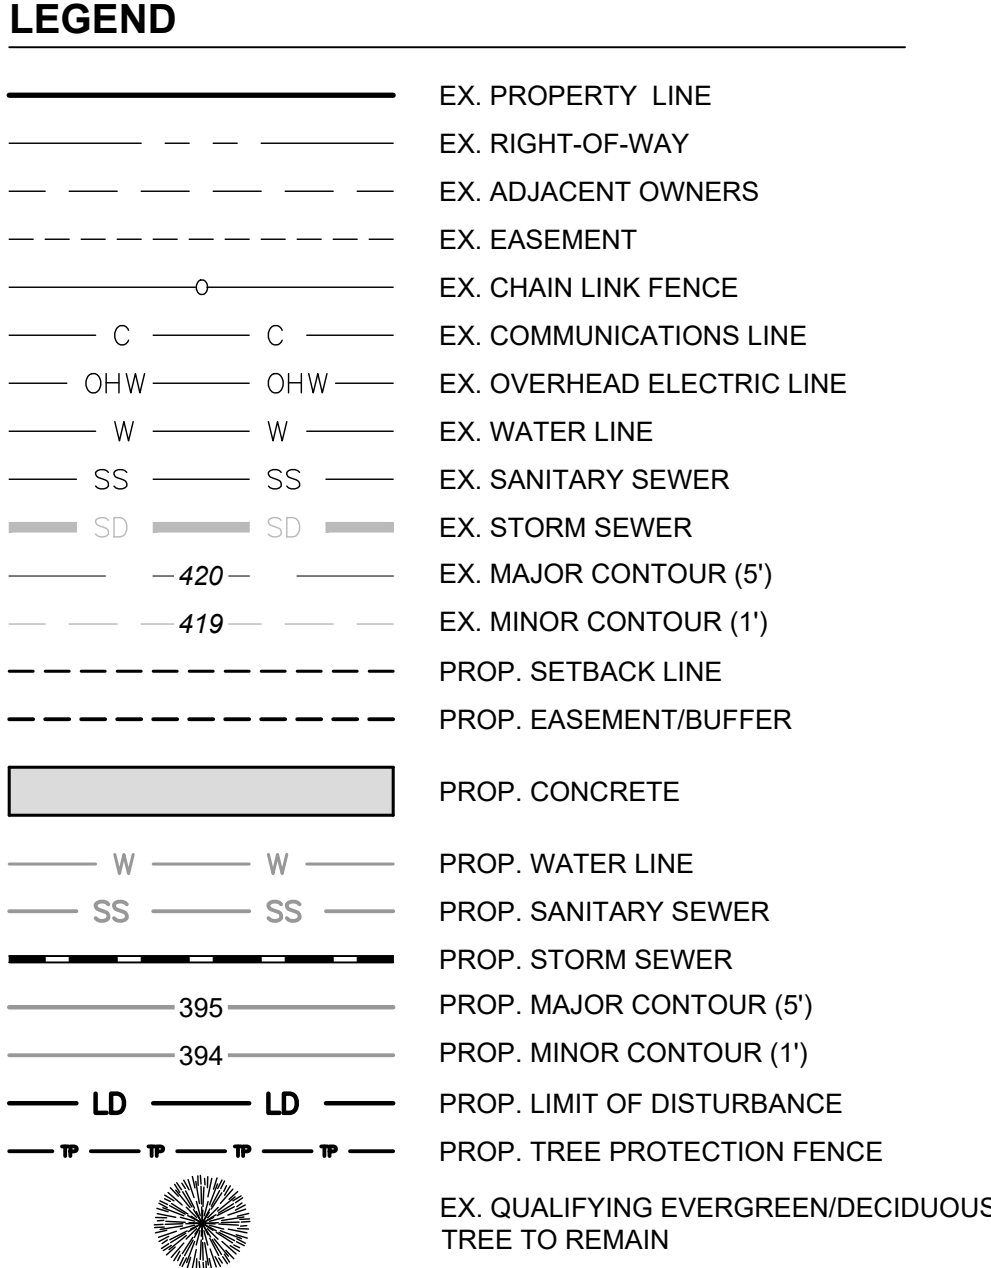 LEGEND
EX. PROPERTY LINE
EX. RIGHT-OF-WAY
EX. ADJACENT OWNERS
EX. EASEMENT
O EX. CHAIN LINK FENCE
C C EX. COMMUNICATIONS LINE
OHW OHW EX. OVERHEAD ELECTRIC LINE
W W EX. WATER LINE
SS SS EX. SANITARY SEWER
SD SD EX. STORM SEWER
420 EX. MAJOR CONTOUR (5')
419 EX. MINOR CONTOUR (1')
PROP. SETBACK LINE
PROP. EASEMENT/BUFFER
PROP. CONCRETE
W W PROP. WATER LINE
SS SS PROP. SANITARY SEWER
PROP. STORM SEWER
395 PROP. MAJOR CONTOUR (5')
394 PROP. MINOR CONTOUR (1')
LD LD PROP. LIMIT OF DISTURBANCE
TP TP TP TP PROP. TREE PROTECTION FENCE
EX. QUALIFYING EVERGREEN/DECIDUOUS
TREE TO REMAIN